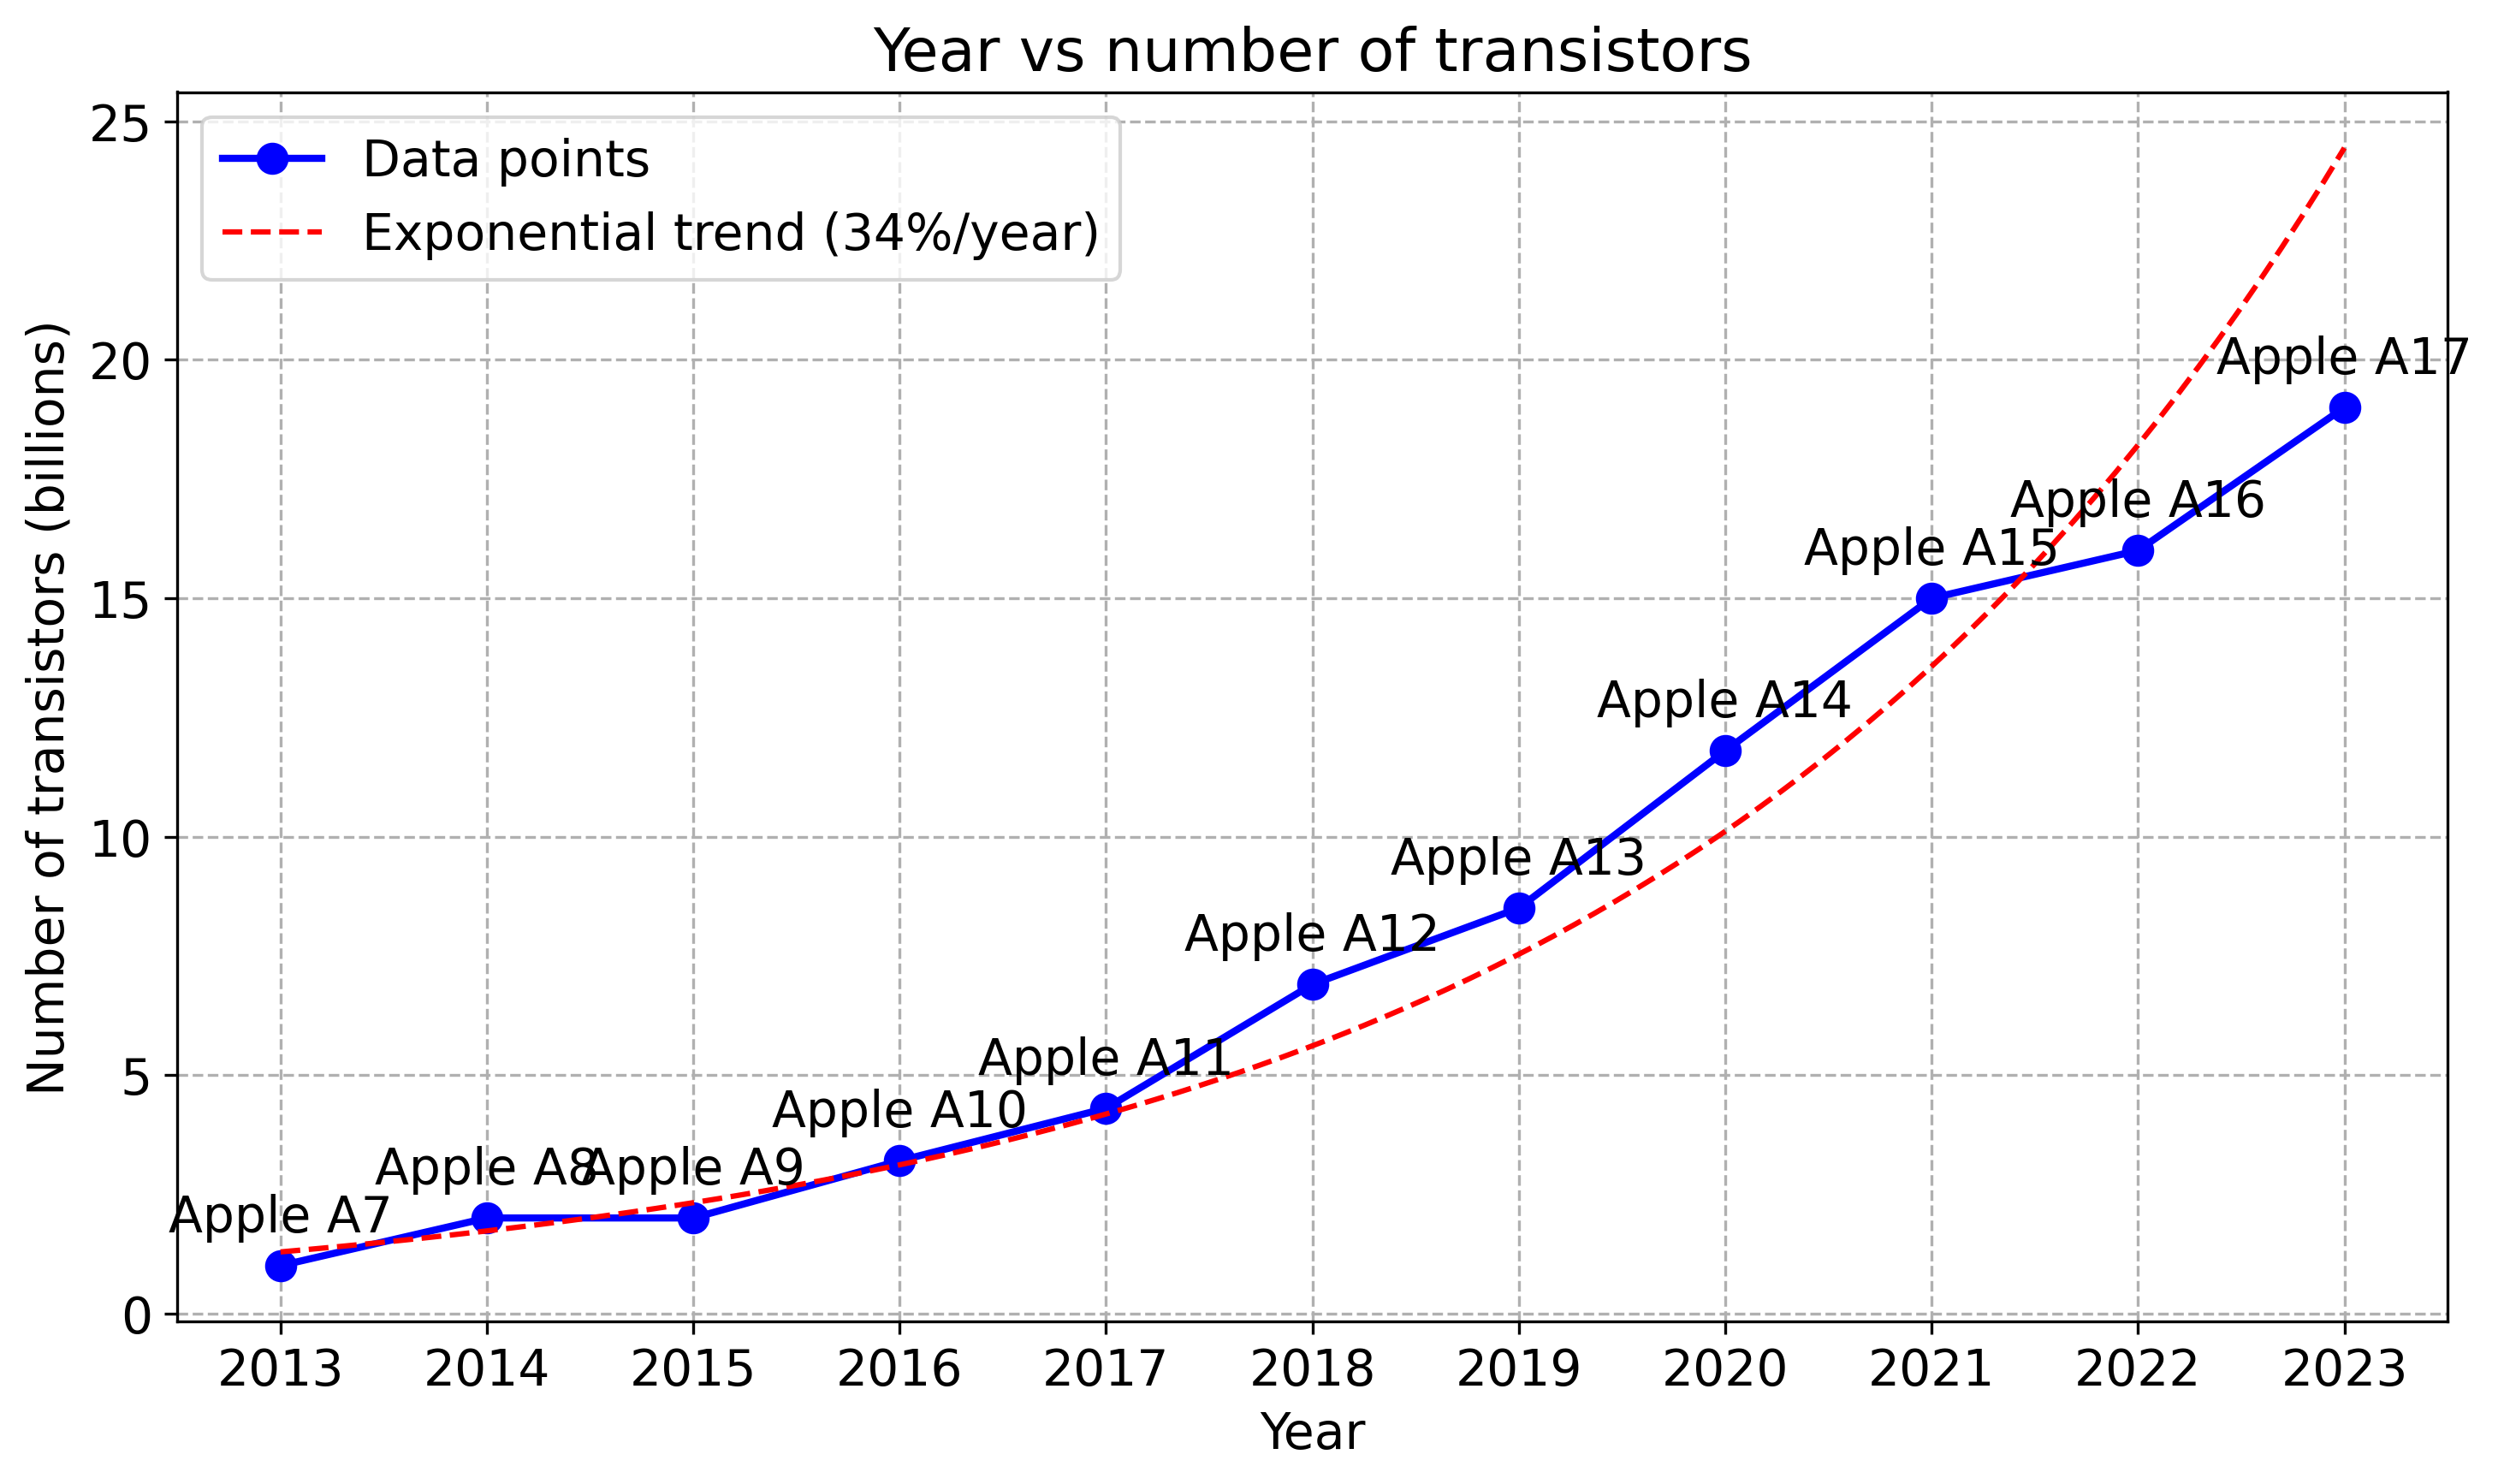 Year vs number of transistors
Data points
Exponential trend (34%/year)
Number of transistors (billions)
25
20
15
10
5
0
Apple A7
Apple A8
Apple A9
Apple A10
Apple A11
Apple A12
Apple A13
Apple A14
Apple A15
Apple A16
Apple A17
2013 2014 2015 2016 2017 2018 2019 2020 2021 2022 2023
Year